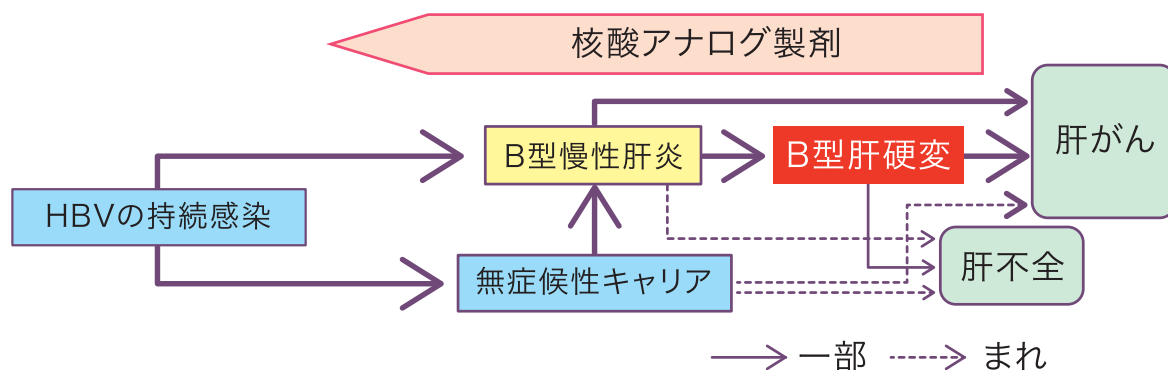 核酸アナログ製剤
肝がん
B型慢性肝炎
B型肝硬変
HBVの持続感染
無症候性キャリア
肝不全
一部
まれ